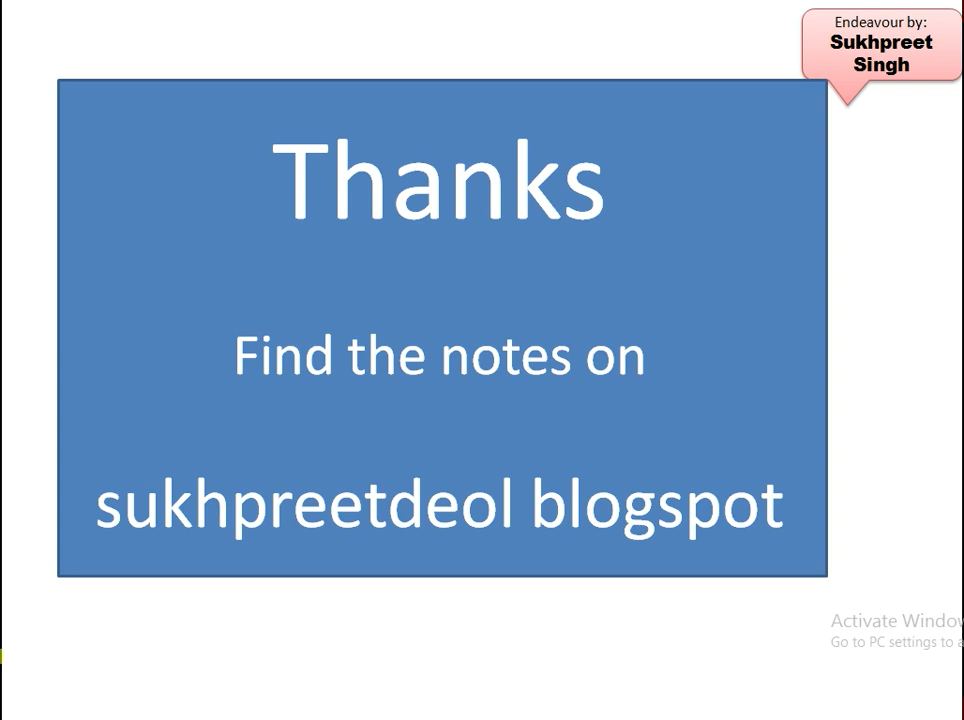 Endeavour by:
Sukhpreet
Singh
Thanks
Find the notes on
sukhpreetdeol blogspot
Activate Window
Go to PC settings to a